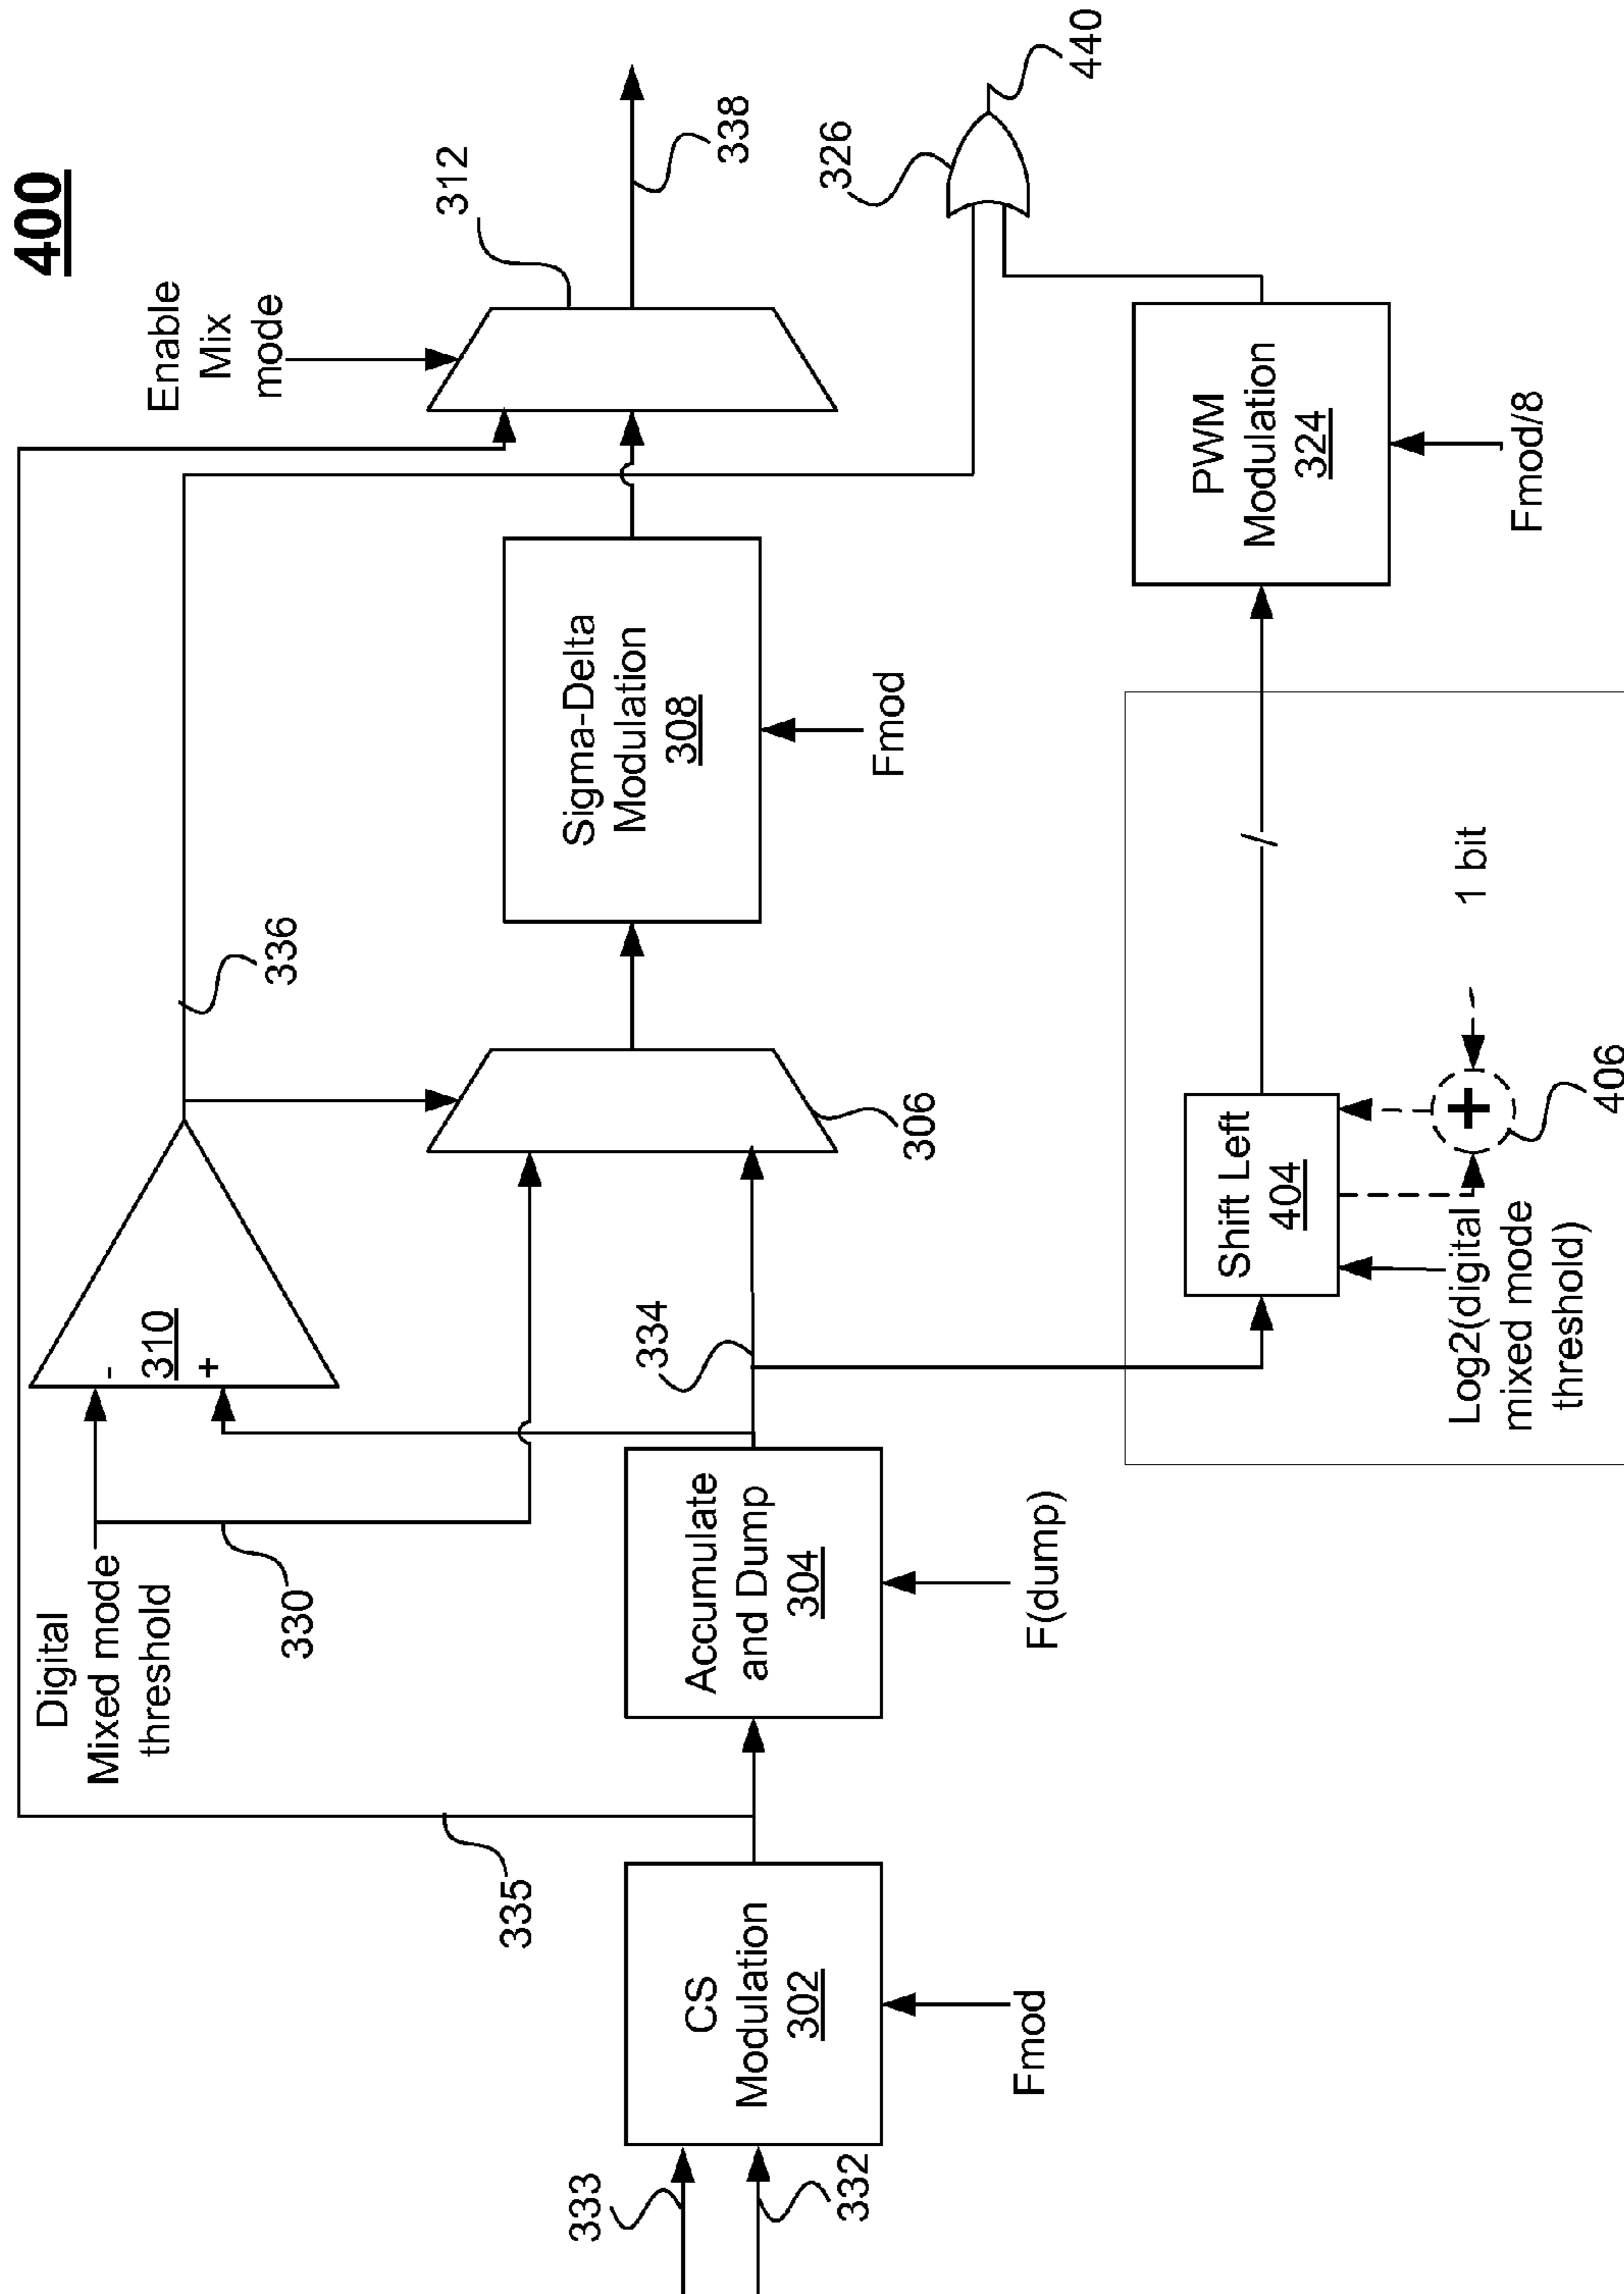 400
Enable
Mix
mode
312
338
326
440
336
Digital
Mixed mode
threshold
330
-
310
+
306
Sigma-Delta
Modulation
308
Fmod
PWM
Modulation
324
Fmod/8
335
334
333
332
CS
Modulation
302
Fmod
Accumulate
and Dump
304
F(dump)
Shift Left
404
Log2(digital
mixed mode
threshold)
+
406
1 bit